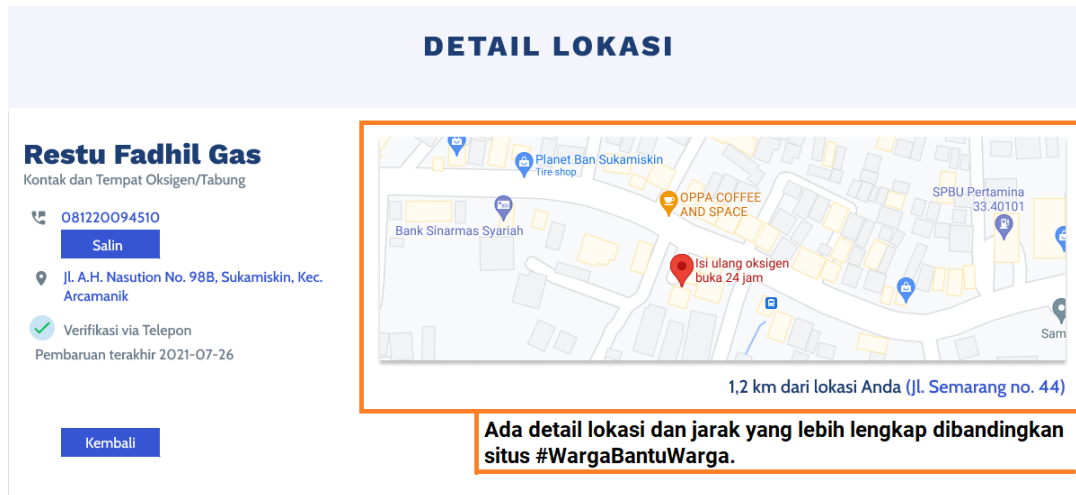 DETAIL LOKASI
Restu Fadhil Gas
Kontak dan Tempat Oksigen/Tabung
081220094510
Salin
Jl. A.H. Nasution No. 98B, Sukamiskin, Kec.
Arcamanik
Verifikasi via Telepon
Pembaruan terakhir 2021-07-26
Kembali
Planet Ban Sukamiskin
Tire shop
OPPA COFFEE
AND SPACE
SPBU Pertamina
33.40101
Bank Sinarmas Syariah
Isi ulang oksigen
buka 24 jam
Sam
1,2 km dari lokasi Anda (Jl. Semarang no. 44)
Ada detail lokasi dan jarak yang lebih lengkap dibandingkan
situs #WargaBantuWarga.